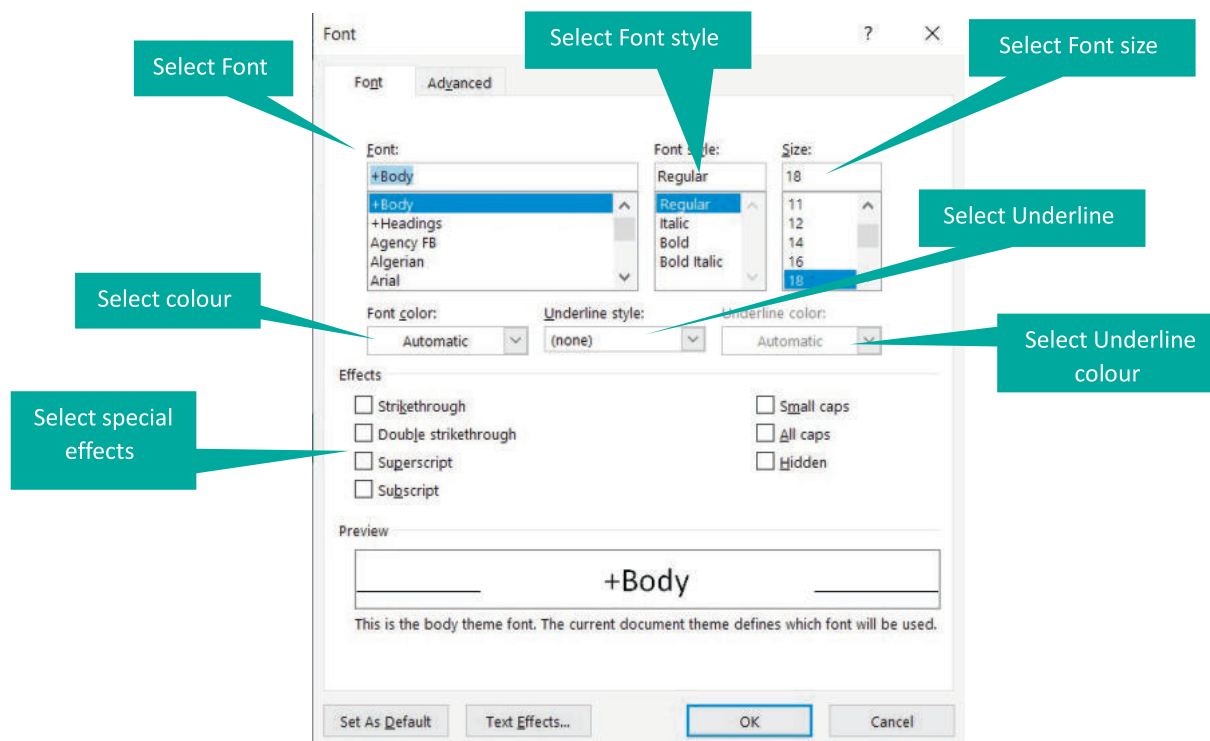 Font
?
Select Font style
Select Font size
Select Font
Font
Advanced
Font:
Font style:
Size:
+Body
Regular
18
+Body
+Headings
Agency FB
Algerian
Arial
Regular
Italic
Bold
Bold Italic
11
12
14
16
18
Select Underline
Select colour
Font color:
Underline style:
Underline color:
Automatic
(none)
Automatic
Select Underline
colour
Effects
Select special
effects
Strikethrough
Double strikethrough
Superscript
Subscript
Small caps
All caps
Hidden
Preview
+Body
This is the body theme font. The current document theme defines which font will be used.
Set As Default
Text Effects...
OK
Cancel